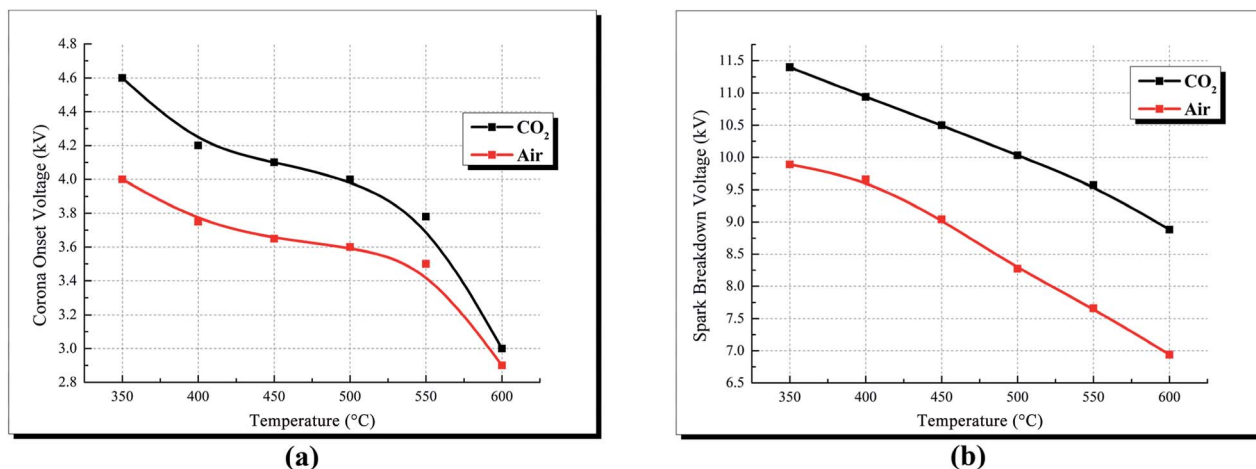 4.8
4.6
4.4
4.2
4.0
3.8
3.6
3.4
3.2
3.0
2.8
Corona Onset Voltage (kV)
CO₂
Air
350 400 450 500 550 600
Temperature (°C)
(a)
11.5
11.0
10.5
10.0
9.5
9.0
8.5
8.0
7.5
7.0
6.5
Spark Breakdown Voltage (kV)
CO₂
Air
350 400 450 500 550 600
Temperature (°C)
(b)